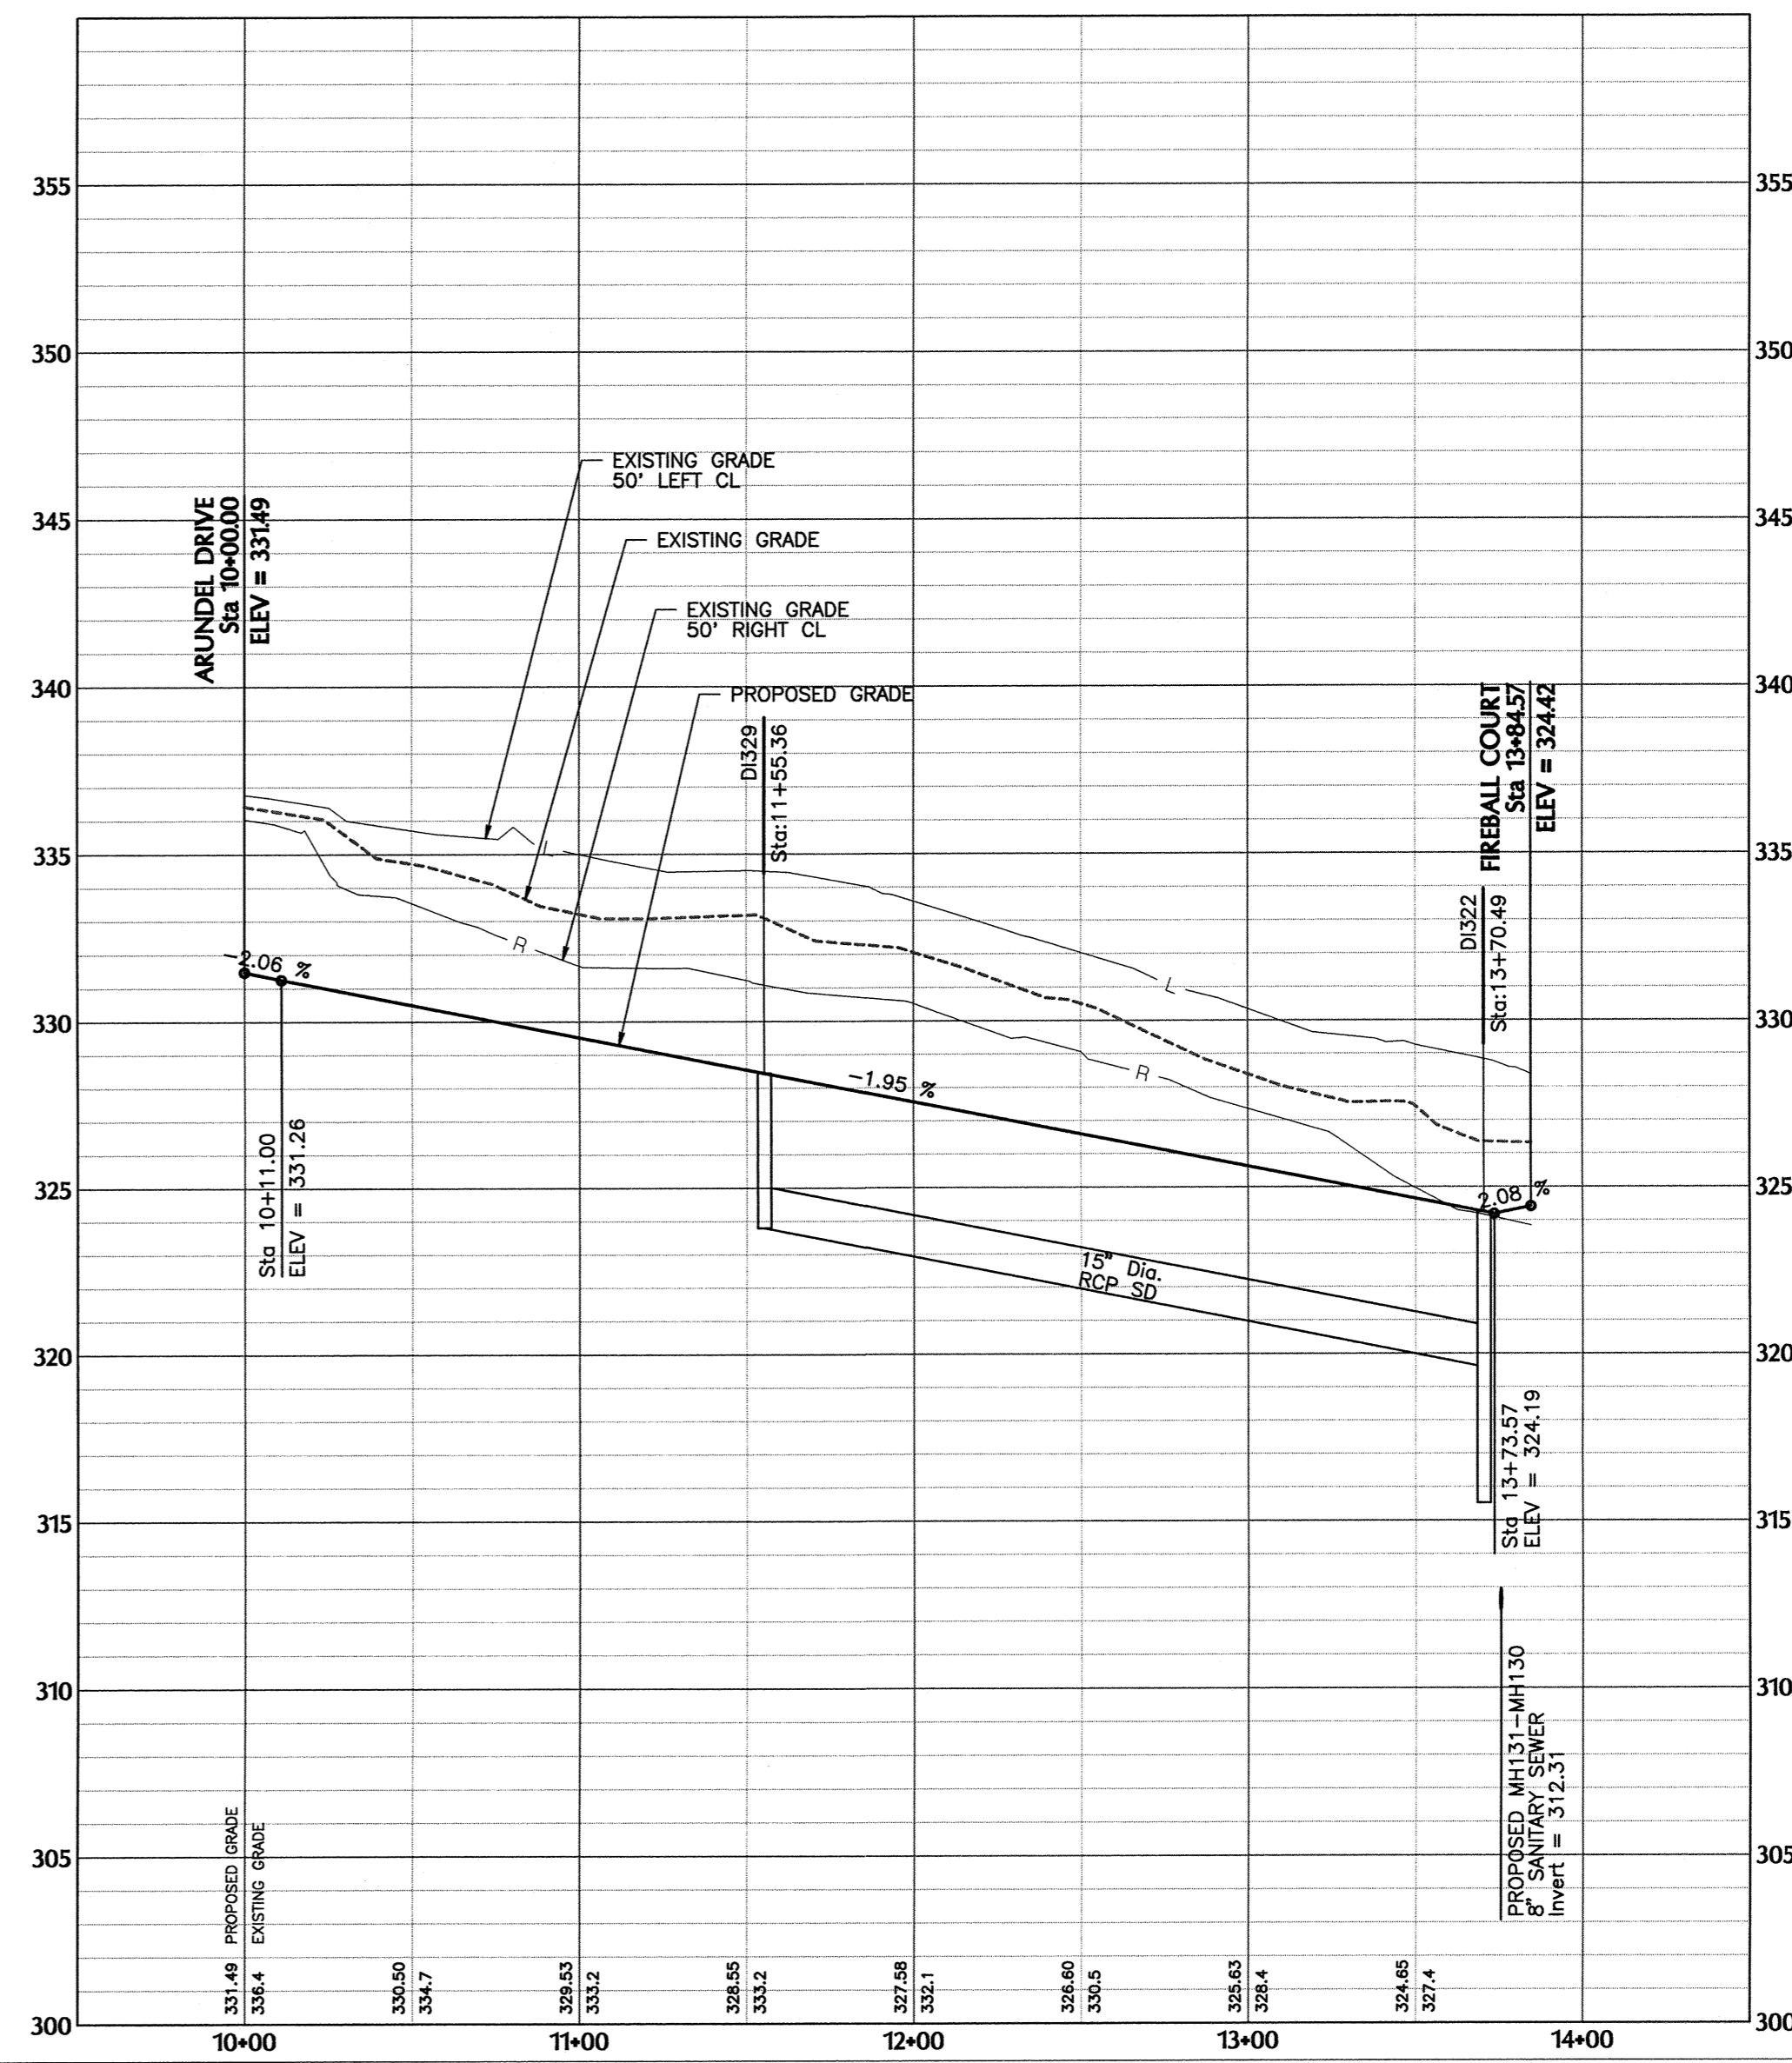 355
355
350
350
EXISTING GRADE
50' LEFT CL
ARUNDEL DRIVE
Sta 10+00.00
ELEV = 331.49
345
345
EXISTING GRADE
EXISTING GRADE
50' RIGHT CL
340
340
PROPOSED GRADE
DI329
Sta:11+55.36
FIREBALL COURT
Sta 13+84.57
ELEV = 324.42
335
335
L
R
L
R
DI322
Sta:13+70.49
-2.06 %
330
330
-1.95 %
Sta 10+11.00
ELEV = 331.26
325
325
2.08 %
15" Dia.
RCP SD
320
320
Sta 13+73.57
ELEV = 324.19
315
315
310
310
PROPOSED MH131-MH130
8" SANITARY SEWER
Invert = 312.31
305
305
PROPOSED GRADE
EXISTING GRADE
331.49
336.4
330.50
334.7
329.53
333.2
328.55
333.2
327.58
332.1
326.60
330.5
325.63
328.4
324.65
327.4
300
300
10+00
11+00
12+00
13+00
14+00